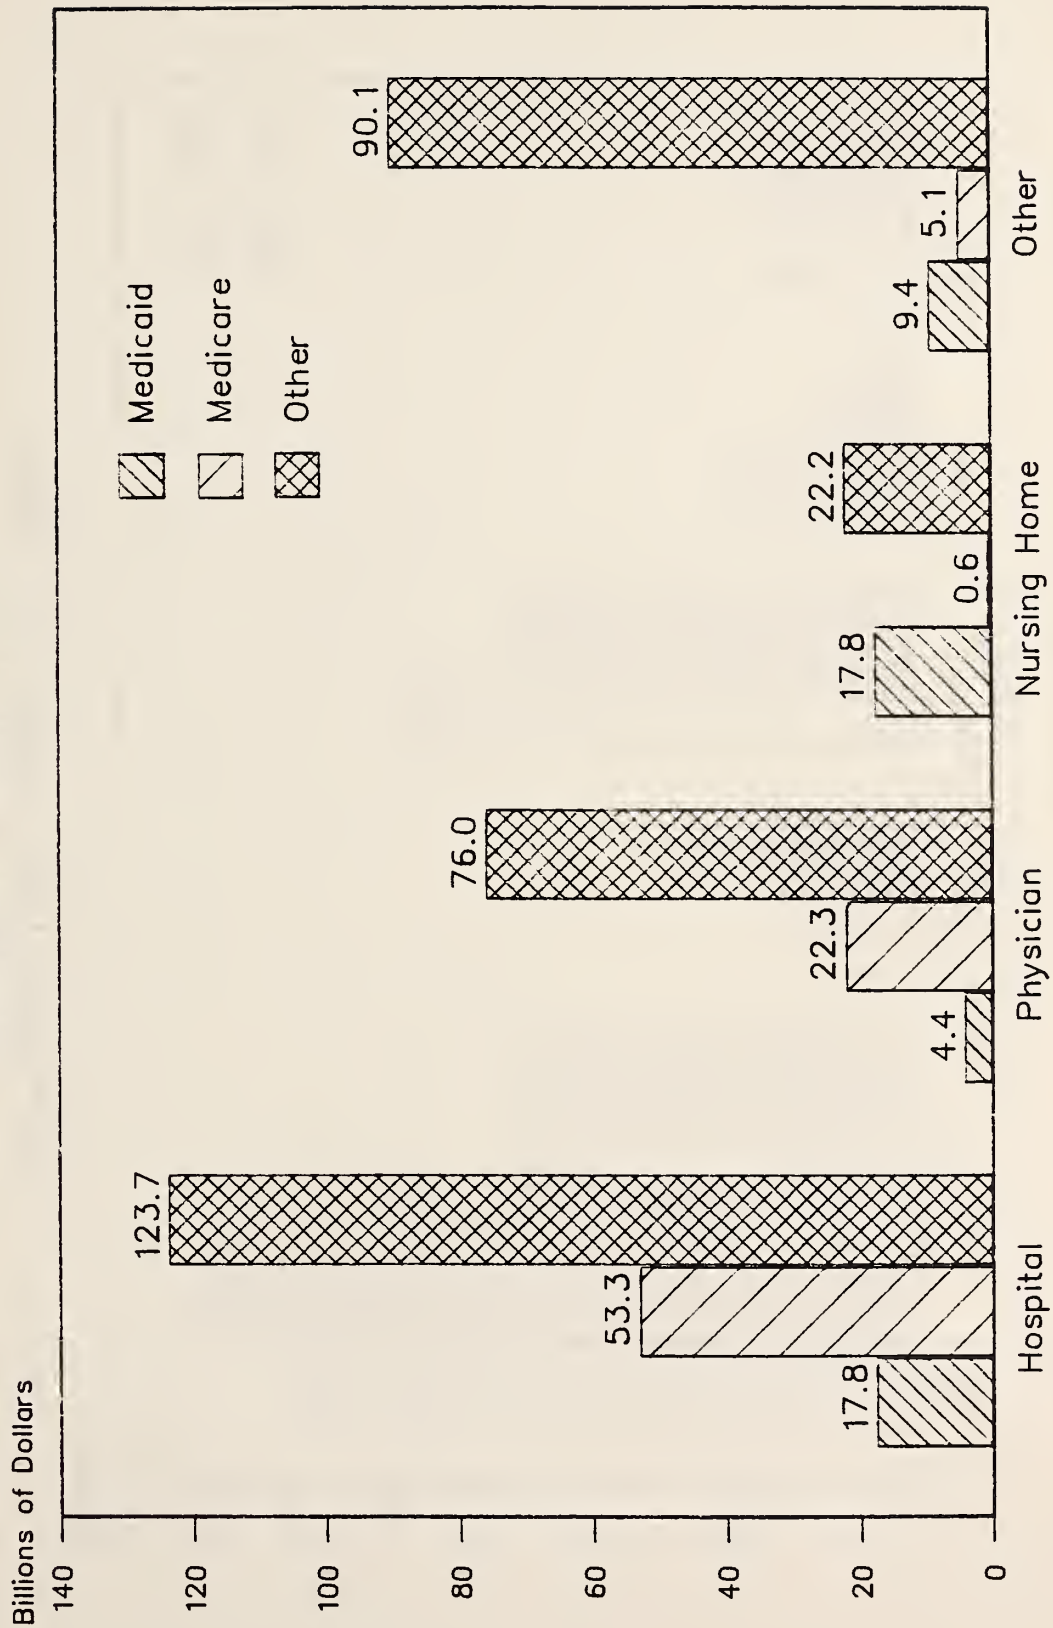 Billions of Dollars
140
120
100
80
60
40
20
0
Medicaid
Medicare
Other
17.8
53.3
123.7
4.4
22.3
76.0
17.8
0.6
22.2
9.4
5.1
90.1
Hospital
Physician
Nursing Home
Other